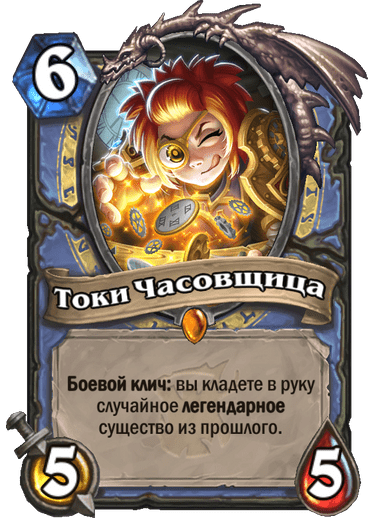 6
Токи Часовщица
Боевой клич: вы кладете в руку
случайное легендарное
существо из прошлого.
5 5